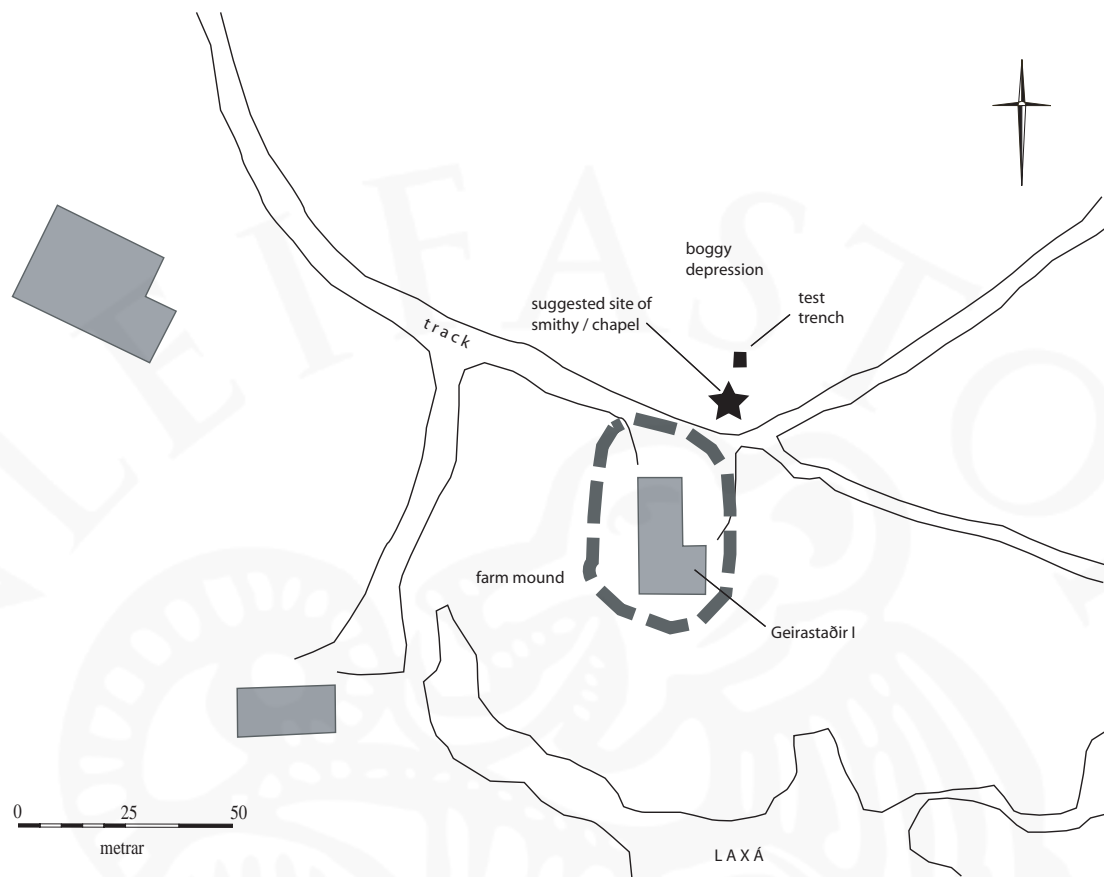 boggy
depression
suggested site of
smithy / chapel
test
trench
track
farm mound
Geirastaðir I
0 25 50
metrar
LAXÁ